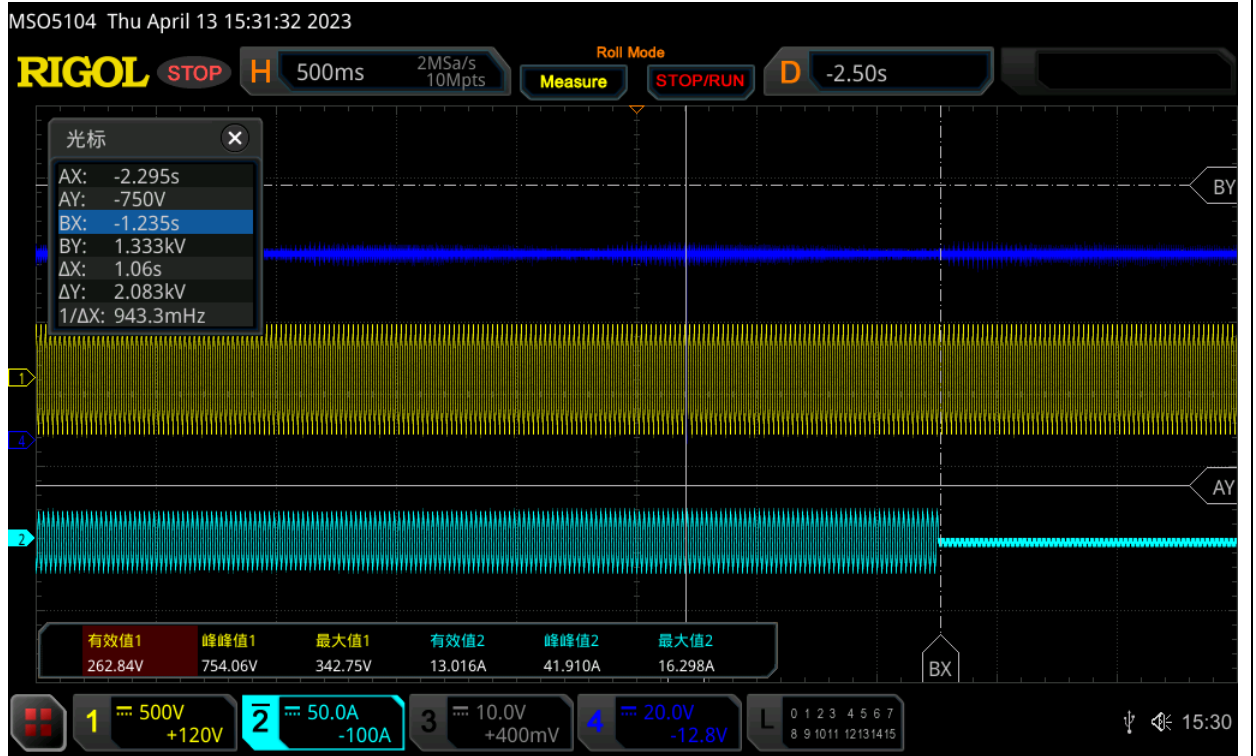 MSO5104 Thu April 13 15:31:32 2023
RIGOL STOP H 500ms 2MSa/s 10Mpts Roll Mode Measure STOP/RUN D -2.50s
光标
AX: -2.295s
AY: -750V
BX: -1.235s
BY: 1.333kV
ΔX: 1.06s
ΔY: 2.083kV
1/ΔX: 943.3mHz
BY
1
4
AY
2
有效值1 峰峰值1 最大值1 有效值2 峰峰值2 最大值2
262.84V 754.06V 342.75V 13.016A 41.910A 16.298A
BX
1 500V +120V 2 50.0A -100A 3 10.0V +400mV 4 20.0V -12.8V L 0 1 2 3 4 5 6 7 15:30
8 9 10 11 12 13 14 15